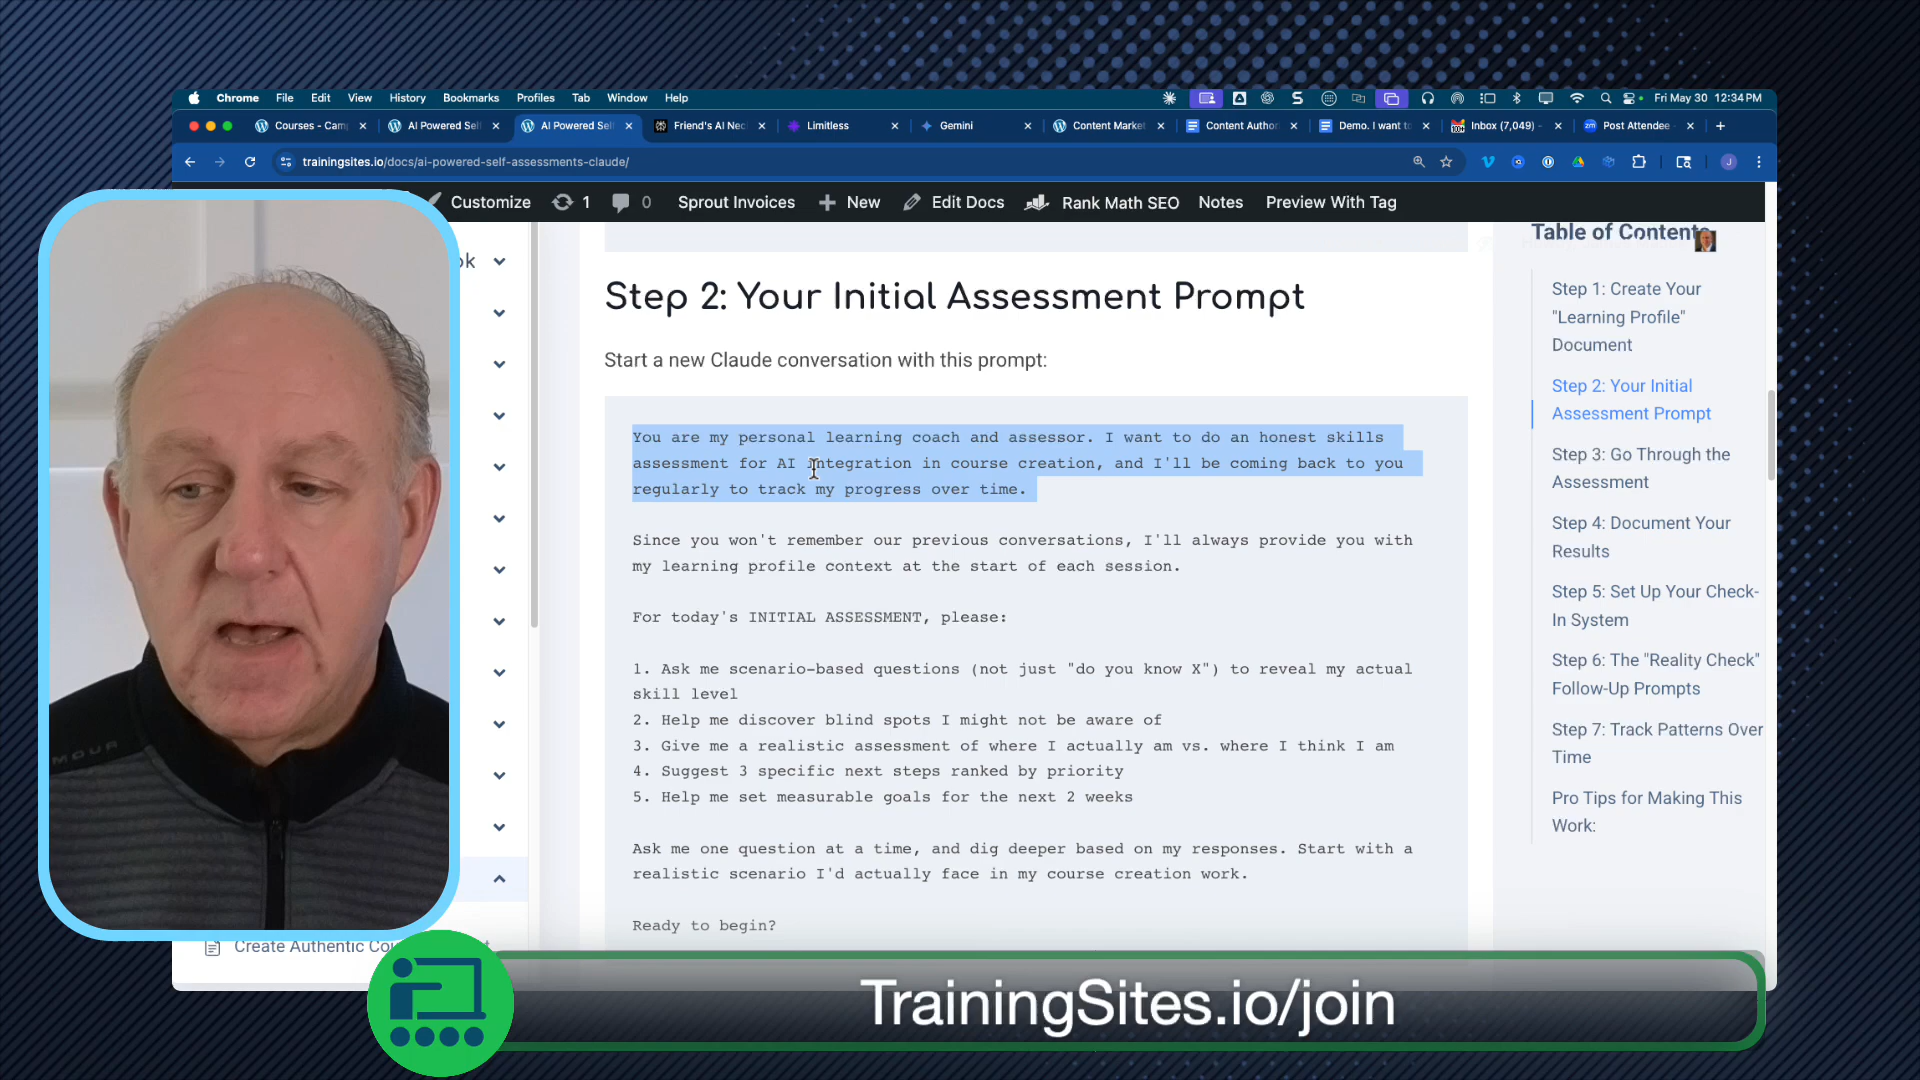 Chrome File Edit View History Bookmarks Profiles Tab Window Help Fri May 30 12:34 PM
Courses - Cam AI Powered Self AI Powered Self Friend's AI Nec Limitless Gemini Content Market Content Author Demo. I want to Inbox (7,049) - Post Attendee -
trainingsites.io/docs/ai-powered-self-assessments-claude/
Customize 1 0 Sprout Invoices New Edit Docs Rank Math SEO Notes Preview With Tag
ok
Step 2: Your Initial Assessment Prompt
Start a new Claude conversation with this prompt:
You are my personal learning coach and assessor. I want to do an honest skills
assessment for AI integration in course creation, and I'll be coming back to you
regularly to track my progress over time.
Since you won't remember our previous conversations, I'll always provide you with
my learning profile context at the start of each session.
For today's INITIAL ASSESSMENT, please:
1. Ask me scenario-based questions (not just "do you know X") to reveal my actual
skill level
2. Help me discover blind spots I might not be aware of
3. Give me a realistic assessment of where I actually am vs. where I think I am
4. Suggest 3 specific next steps ranked by priority
5. Help me set measurable goals for the next 2 weeks
Ask me one question at a time, and dig deeper based on my responses. Start with a
realistic scenario I'd actually face in my course creation work.
Ready to begin?
Table of Contents
Step 1: Create Your
"Learning Profile"
Document
Step 2: Your Initial
Assessment Prompt
Step 3: Go Through the
Assessment
Step 4: Document Your
Results
Step 5: Set Up Your Check-
In System
Step 6: The "Reality Check"
Follow-Up Prompts
Step 7: Track Patterns Over
Time
Pro Tips for Making This
Work:
Create Authentic Cou
TrainingSites.io/join